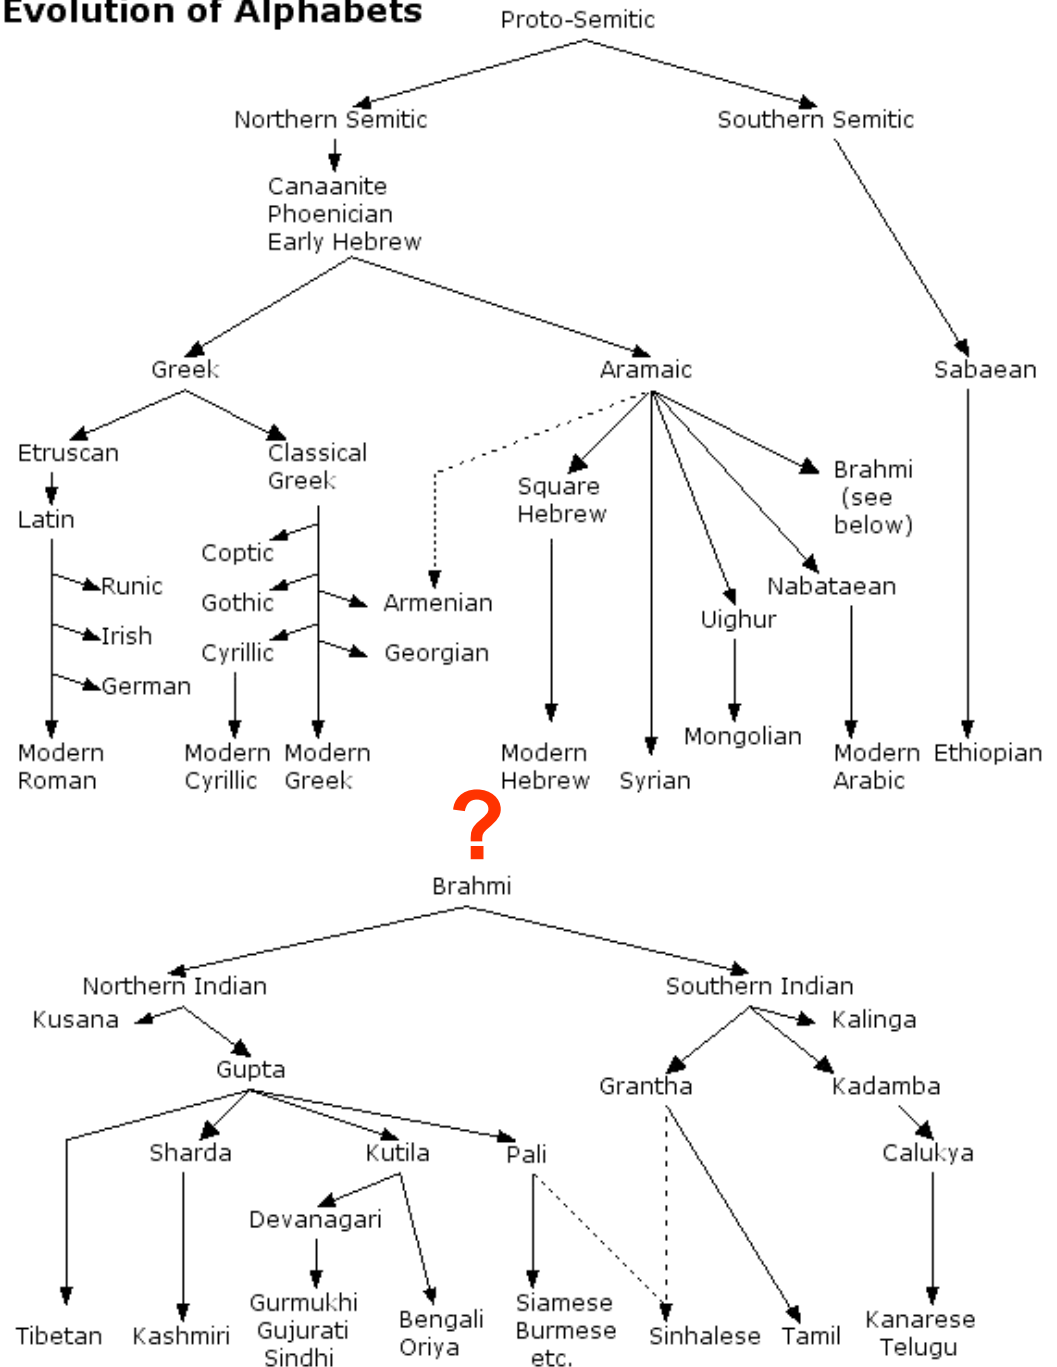 Evolution of Alphabets
Proto-Semitic
Northern Semitic
Southern Semitic
Canaanite
Phoenician
Early Hebrew
Greek
Aramaic
Sabaean
Etruscan
Classical
Greek
Square
Hebrew
Brahmi
(see
below)
Latin
Coptic
Runic
Nabataean
Gothic
Armenian
Uighur
Irish
Cyrillic
Georgian
German
Mongolian
Modern
Roman
Modern
Cyrillic
Modern
Greek
Modern
Hebrew
Syrian
Modern
Arabic
Ethiopian
?
Brahmi
Northern Indian
Southern Indian
Kusana
Kalinga
Gupta
Grantha
Kadamba
Sharda
Kutila
Pali
Calukya
Devanagari
Gurmukhi
Gujurati
Sindhi
Bengali
Oriya
Siamese
Burmese
etc.
Kanarese
Telugu
Tibetan
Kashmiri
Sinhalese
Tamil